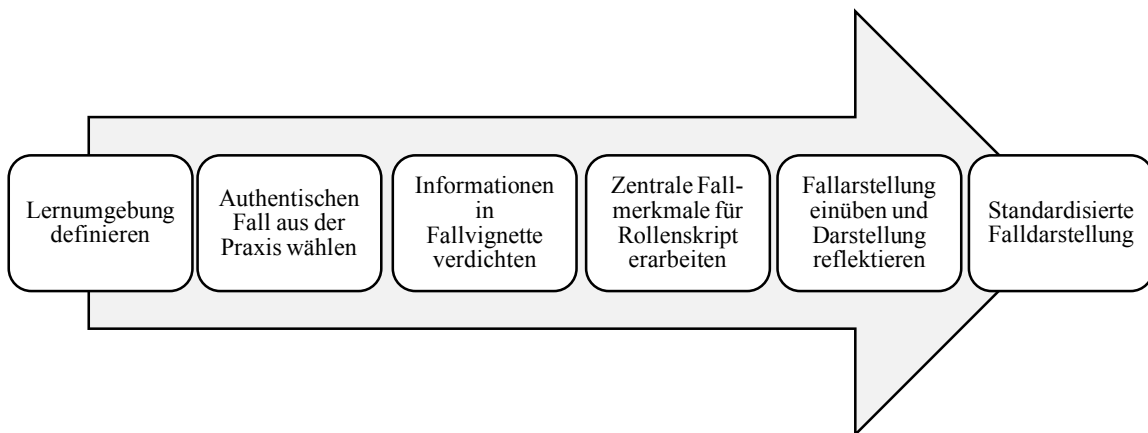 Lernumgebung
definieren
Authentischen
Fall aus der
Praxis wählen
Informationen
in
Fallvignette
verdichten
Zentrale Fall-
merkmale für
Rollenskript
erarbeiten
Fallarstellung
einüben und
Darstellung
reflektieren
Standardisierte
Falldarstellung